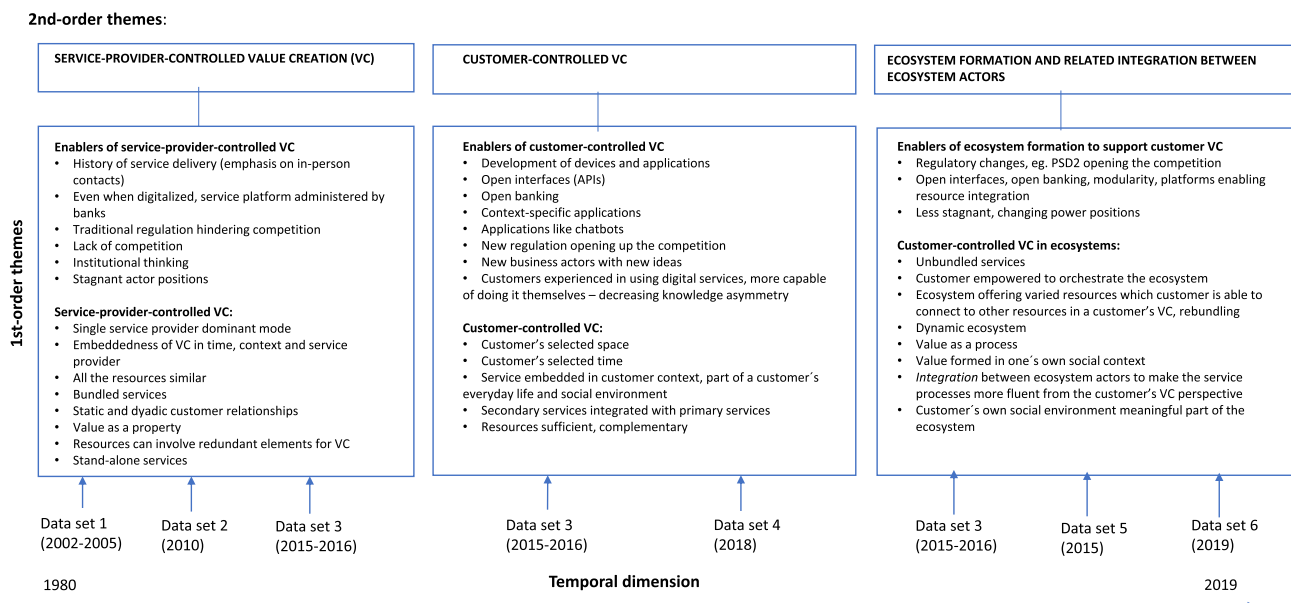 2nd-order themes:
SERVICE-PROVIDER-CONTROLLED VALUE CREATION (VC)
CUSTOMER-CONTROLLED VC
ECOSYSTEM FORMATION AND RELATED INTEGRATION BETWEEN
ECOSYSTEM ACTORS
1st-order themes
Enablers of service-provider-controlled VC
• History of service delivery (emphasis on in-person
contacts)
• Even when digitalized, service platform administered by
banks
• Traditional regulation hindering competition
• Lack of competition
• Institutional thinking
• Stagnant actor positions
Service-provider-controlled VC:
• Single service provider dominant mode
• Embeddedness of VC in time, context and service
provider
• All the resources similar
• Bundled services
• Static and dyadic customer relationships
• Value as a property
• Resources can involve redundant elements for VC
• Stand-alone services
Enablers of customer-controlled VC
• Development of devices and applications
• Open interfaces (APIs)
• Open banking
• Context-specific applications
• Applications like chatbots
• New regulation opening up the competition
• New business actors with new ideas
• Customers experienced in using digital services, more capable
of doing it themselves – decreasing knowledge asymmetry
Customer-controlled VC:
• Customer’s selected space
• Customer’s selected time
• Service embedded in customer context, part of a customer´s
everyday life and social environment
• Secondary services integrated with primary services
• Resources sufficient, complementary
Enablers of ecosystem formation to support customer VC
• Regulatory changes, eg. PSD2 opening the competition
• Open interfaces, open banking, modularity, platforms enabling
resource integration
• Less stagnant, changing power positions
Customer-controlled VC in ecosystems:
• Unbundled services
• Customer empowered to orchestrate the ecosystem
• Ecosystem offering varied resources which customer is able to
connect to other resources in a customer’s VC, rebundling
• Dynamic ecosystem
• Value as a process
• Value formed in one´s own social context
• Integration between ecosystem actors to make the service
processes more fluent from the customer’s VC perspective
• Customer´s own social environment meaningful part of the
ecosystem
Data set 1
(2002-2005)
Data set 2
(2010)
Data set 3
(2015-2016)
Data set 3
(2015-2016)
Data set 4
(2018)
Data set 3
(2015-2016)
Data set 5
(2015)
Data set 6
(2019)
1980
Temporal dimension
2019